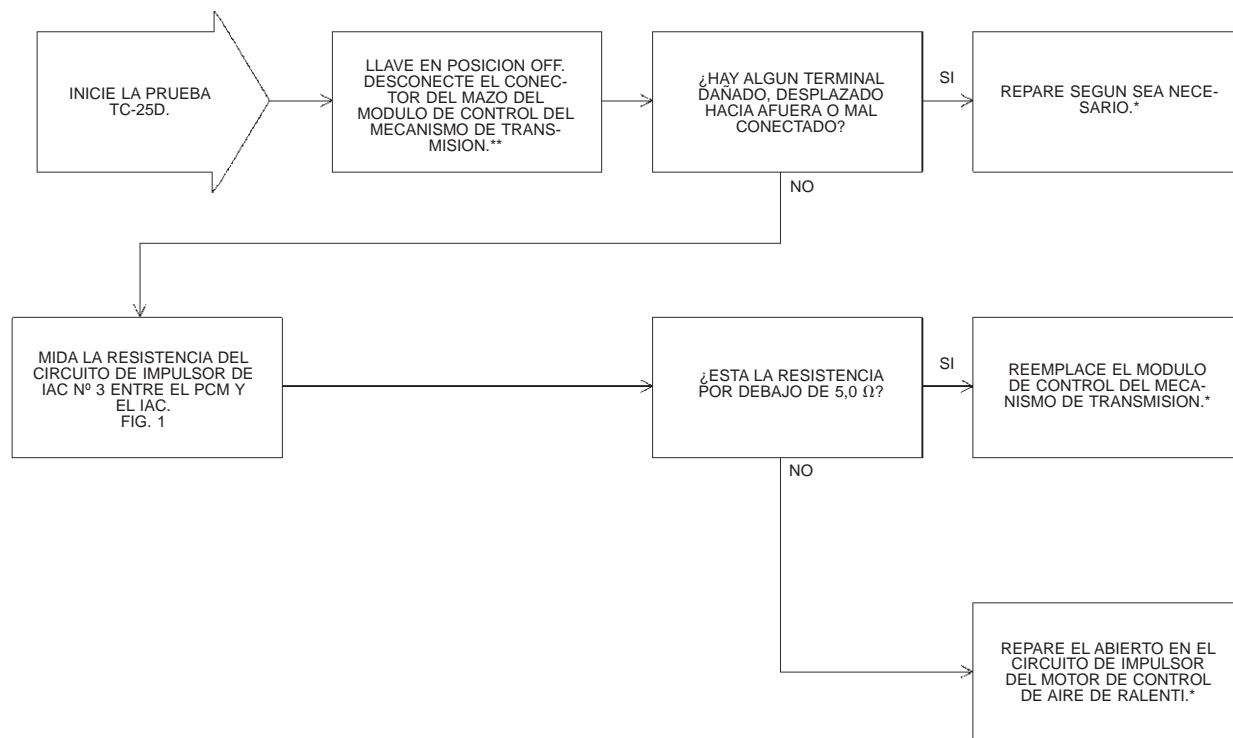 INICIE LA PRUEBA
TC-25D.
LLAVE EN POSICION OFF.
DESCONECTE EL CONEC-
TOR DEL MAZO DEL
MODULO DE CONTROL DEL
MECANISMO DE TRANS-
MISION.**
¿HAY ALGUN TERMINAL
DAÑADO, DESPLAZADO
HACIA AFUERA O MAL
CONECTADO?
SI
REPARE SEGUN SEA NECE-
SARIO.*
NO
MIDA LA RESISTENCIA DEL
CIRCUITO DE IMPULSOR DE
IAC Nº 3 ENTRE EL PCM Y
EL IAC.
FIG. 1
¿ESTA LA RESISTENCIA
POR DEBAJO DE 5,0 Ω?
SI
REEMPLACE EL MODULO
DE CONTROL DEL MECA-
NISMO DE TRANSMISION.*
NO
REPARE EL ABIERTO EN EL
CIRCUITO DE IMPULSOR
DEL MOTOR DE CONTROL
DE AIRE DE RALENTI.*